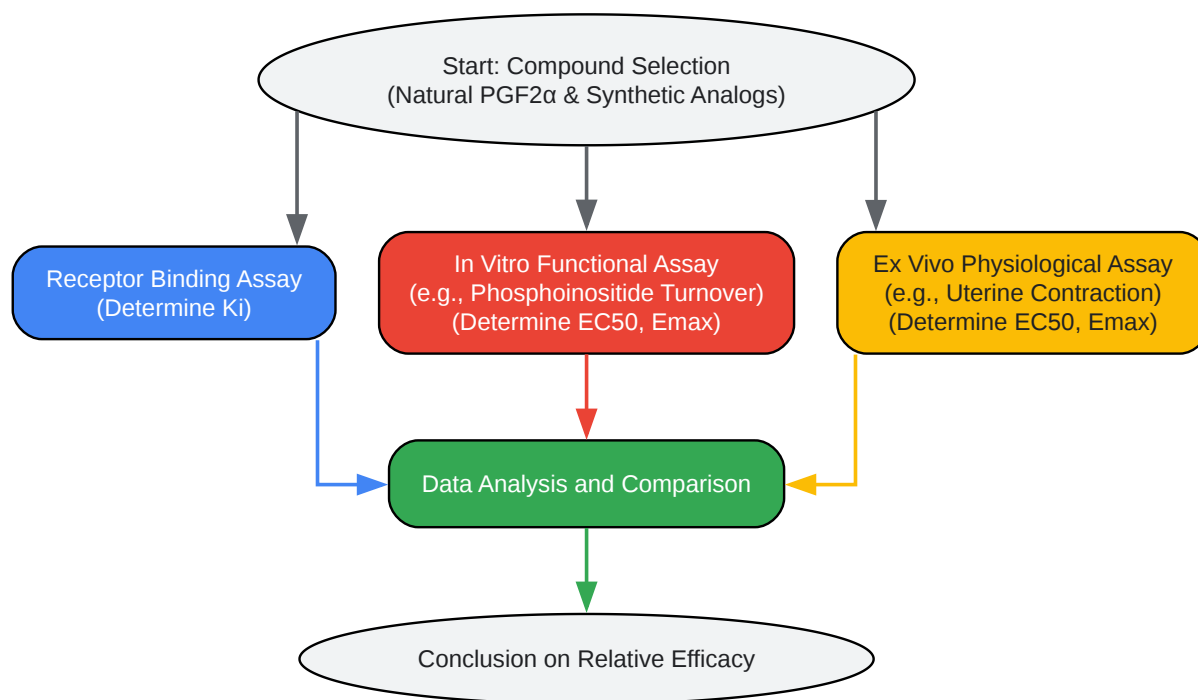 Start: Compound Selection
(Natural PGF2α & Synthetic Analogs)
Receptor Binding Assay
(Determine Ki)
In Vitro Functional Assay
(e.g., Phosphoinositide Turnover)
(Determine EC50, Emax)
Ex Vivo Physiological Assay
(e.g., Uterine Contraction)
(Determine EC50, Emax)
Data Analysis and Comparison
Conclusion on Relative Efficacy